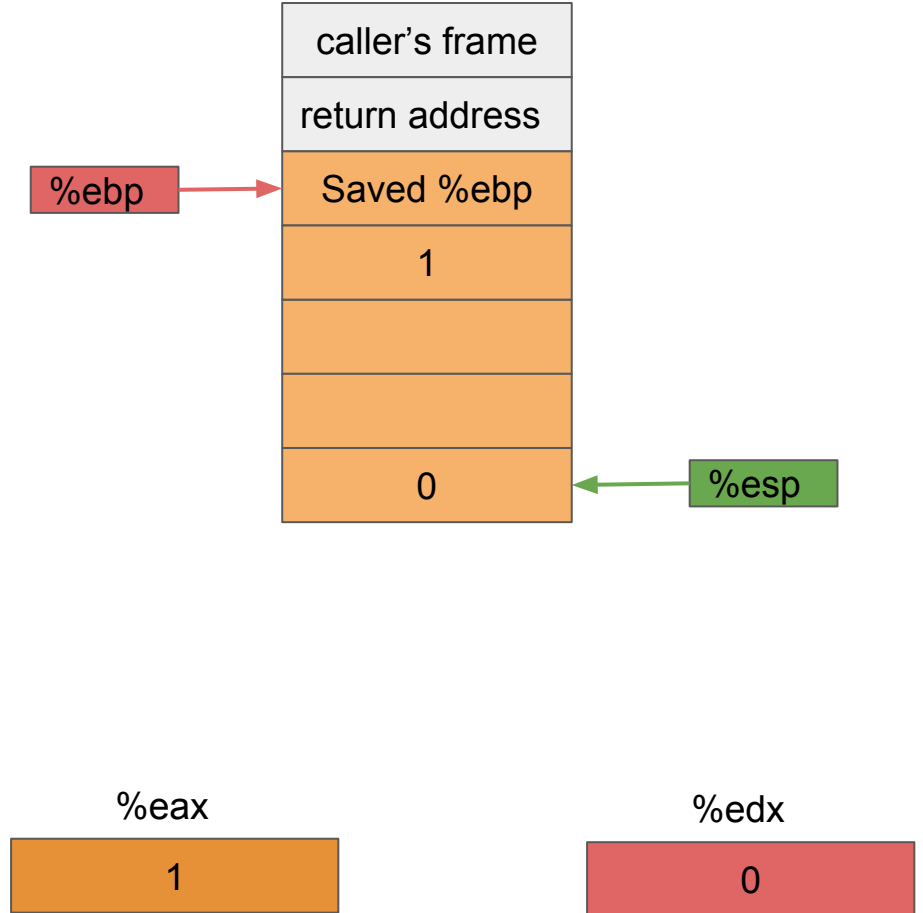 caller’s frame
return address
%ebp
Saved %ebp
1
0
%esp
%eax
%edx
1
0